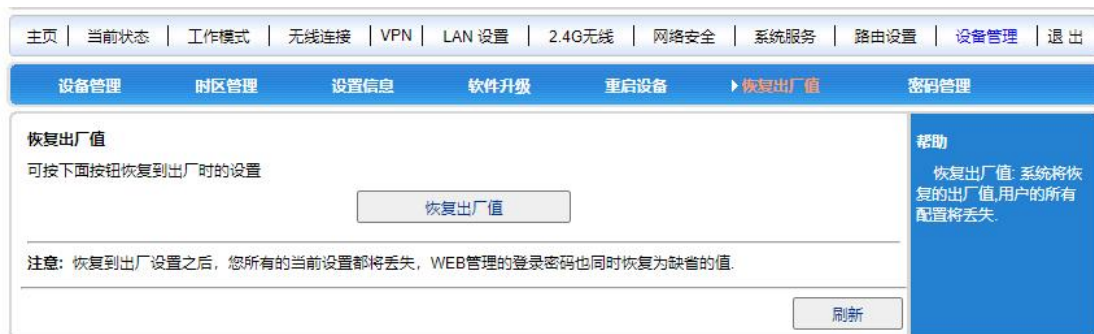 主页 | 当前状态 | 工作模式 | 无线连接 | VPN | LAN 设置 | 2.4G无线 | 网络安全 | 系统服务 | 路由设置 | 设备管理 | 退 出
设备管理 时区管理 设置信息 软件升级 重启设备 恢复出厂值 密码管理
恢复出厂值
可按下面按钮恢复到出厂时的设置
恢复出厂值
注意: 恢复到出厂设置之后，您所有的当前设置都将丢失，WEB管理的登录密码也同时恢复为缺省的值.
刷新
帮助
恢复出厂值: 系统将恢
复的出厂值,用户的所有
配置将丢失.